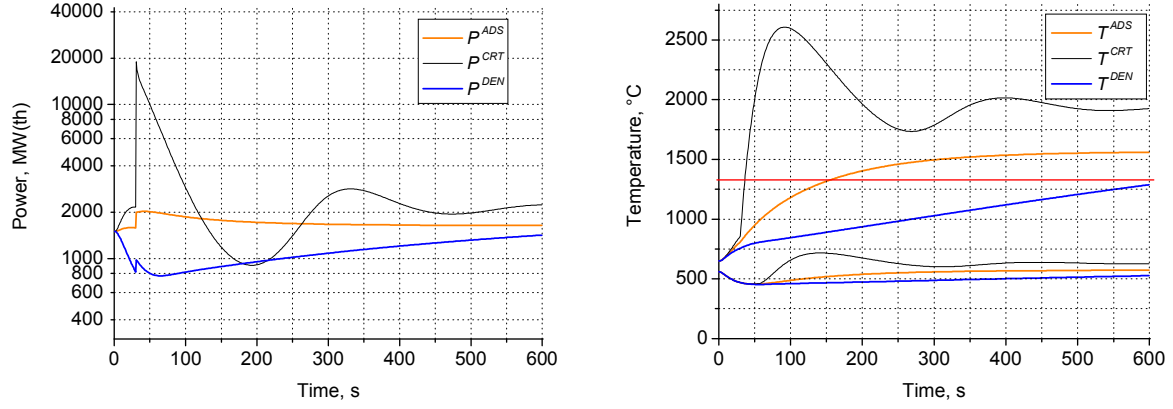 40000
20000
10000
8000
6000
4000
2000
1000
800
600
400
Power, MW(th)
0 100 200 300 400 500 600
Time, s
P^ADS
P^CRT
P^DEN
2500
2000
1500
1000
500
0
Temperature, °C
0 100 200 300 400 500 600
Time, s
T^ADS
T^CRT
T^DEN